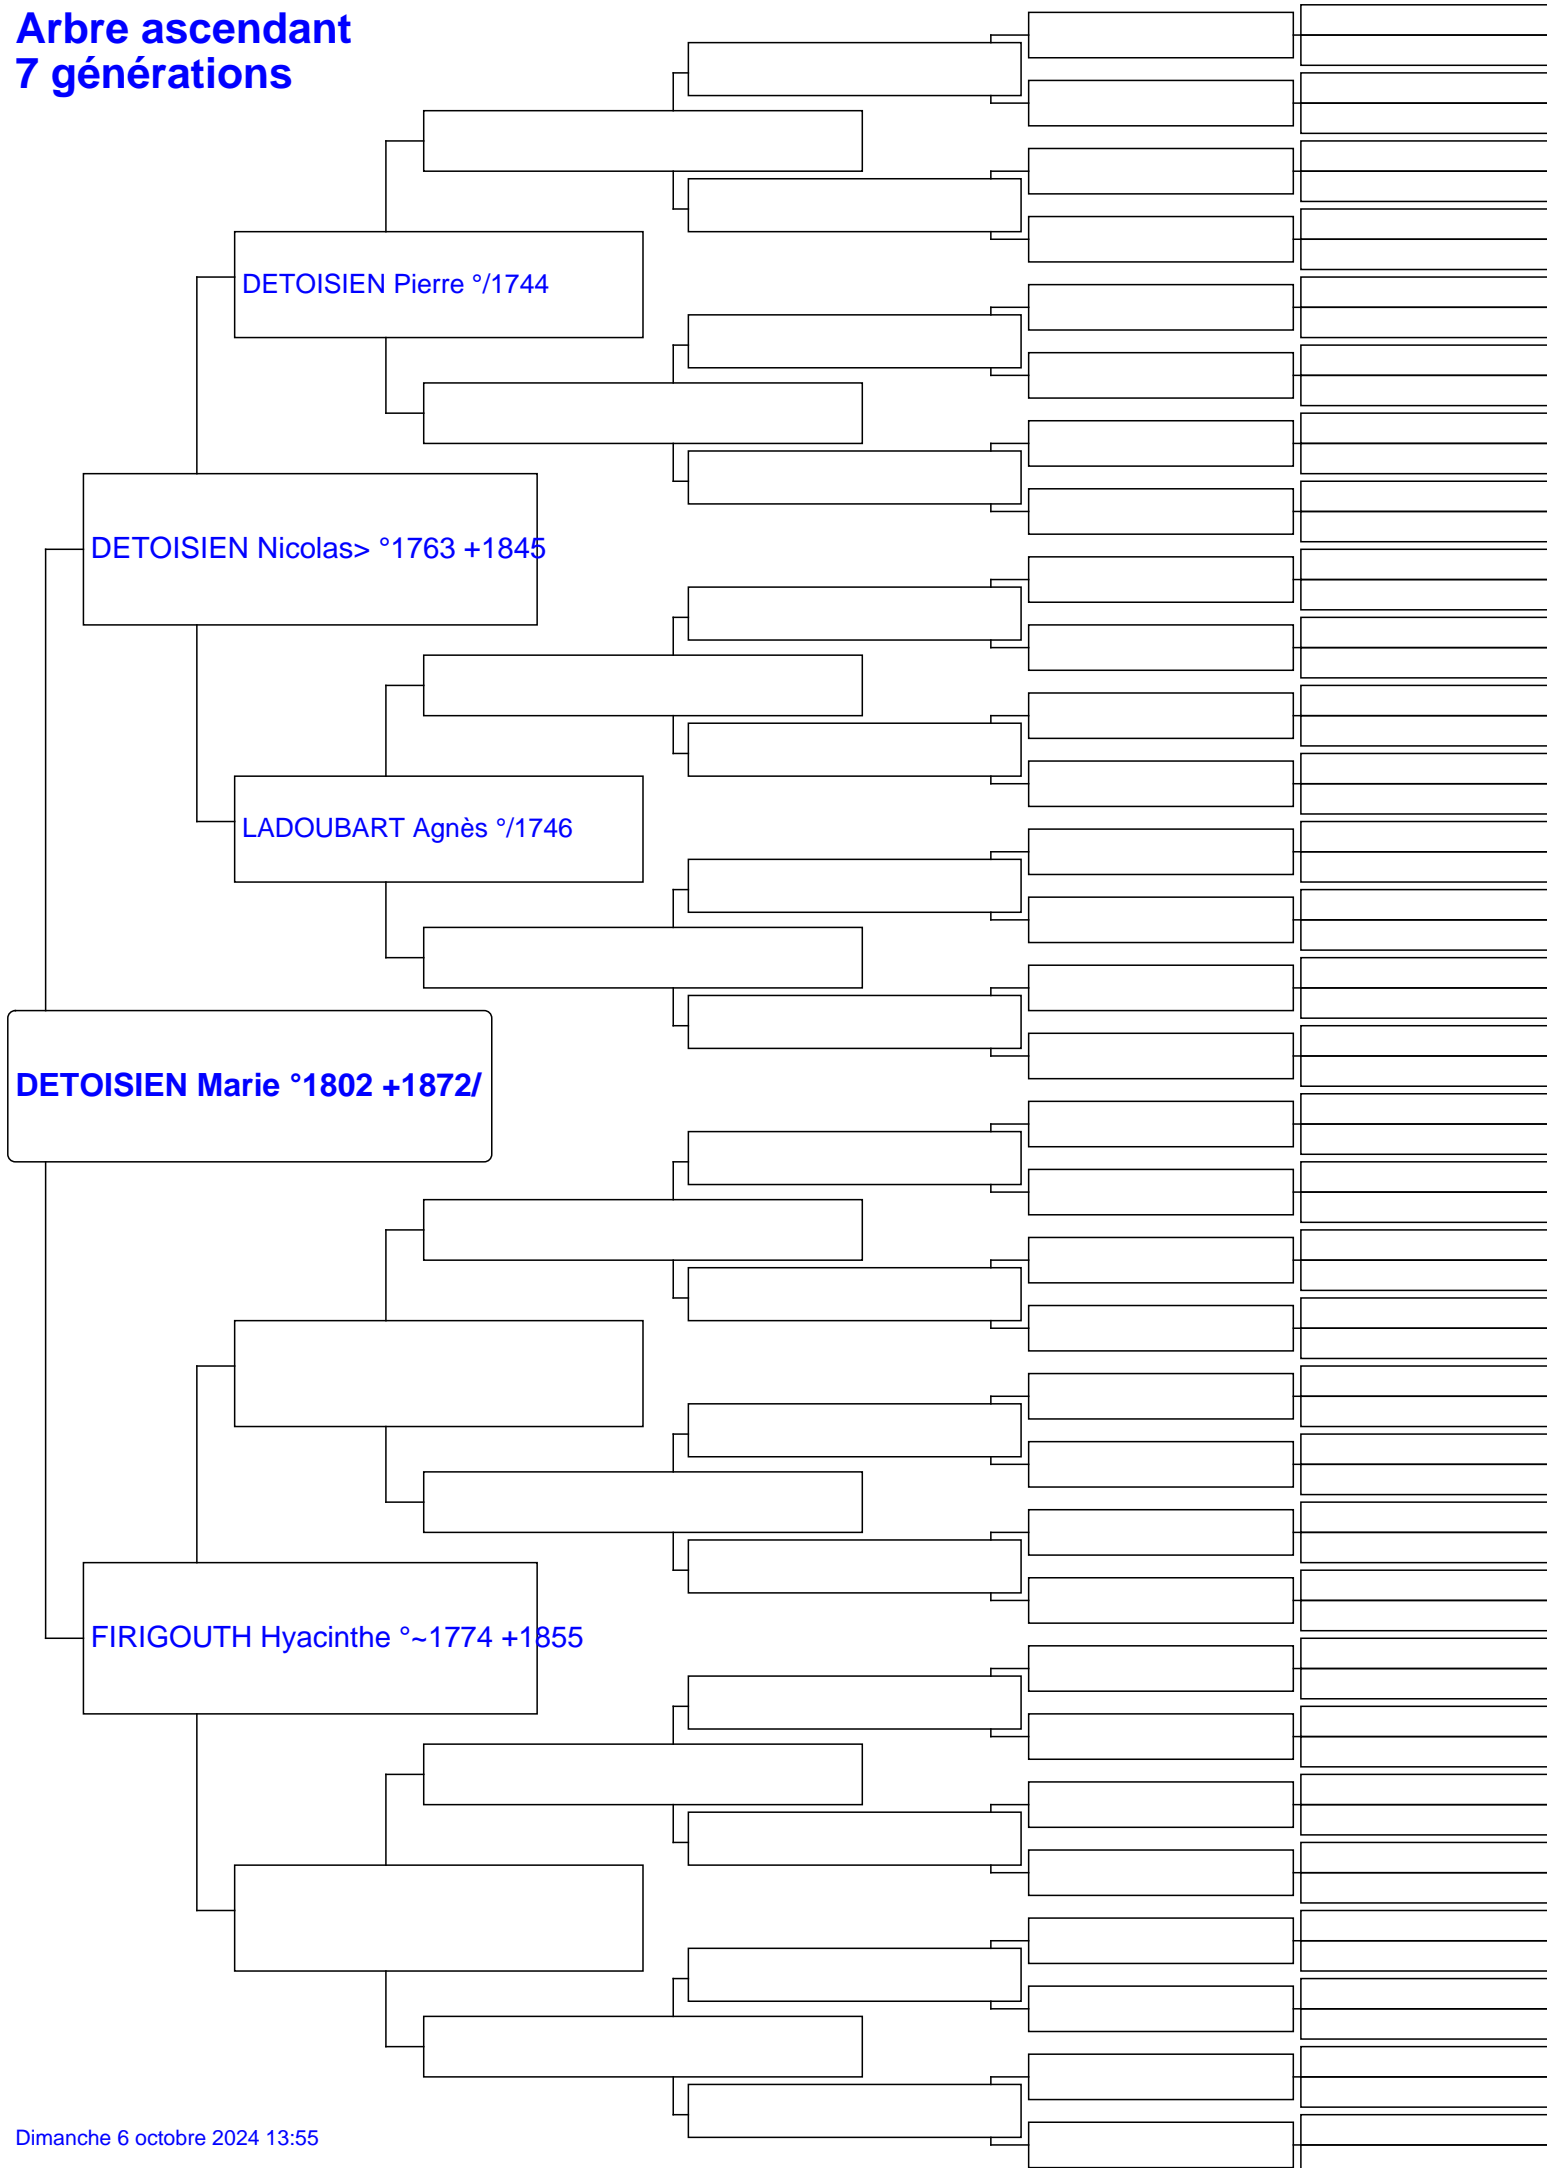 Arbre ascendant
7 générations
DETOISIEN Pierre °/1744
DETOISIEN Nicolas> °1763 +1845
LADOUBART Agnès °/1746
DETOISIEN Marie °1802 +1872/
FIRIGOUTH Hyacinthe °~1774 +1855
Dimanche 6 octobre 2024 13:55